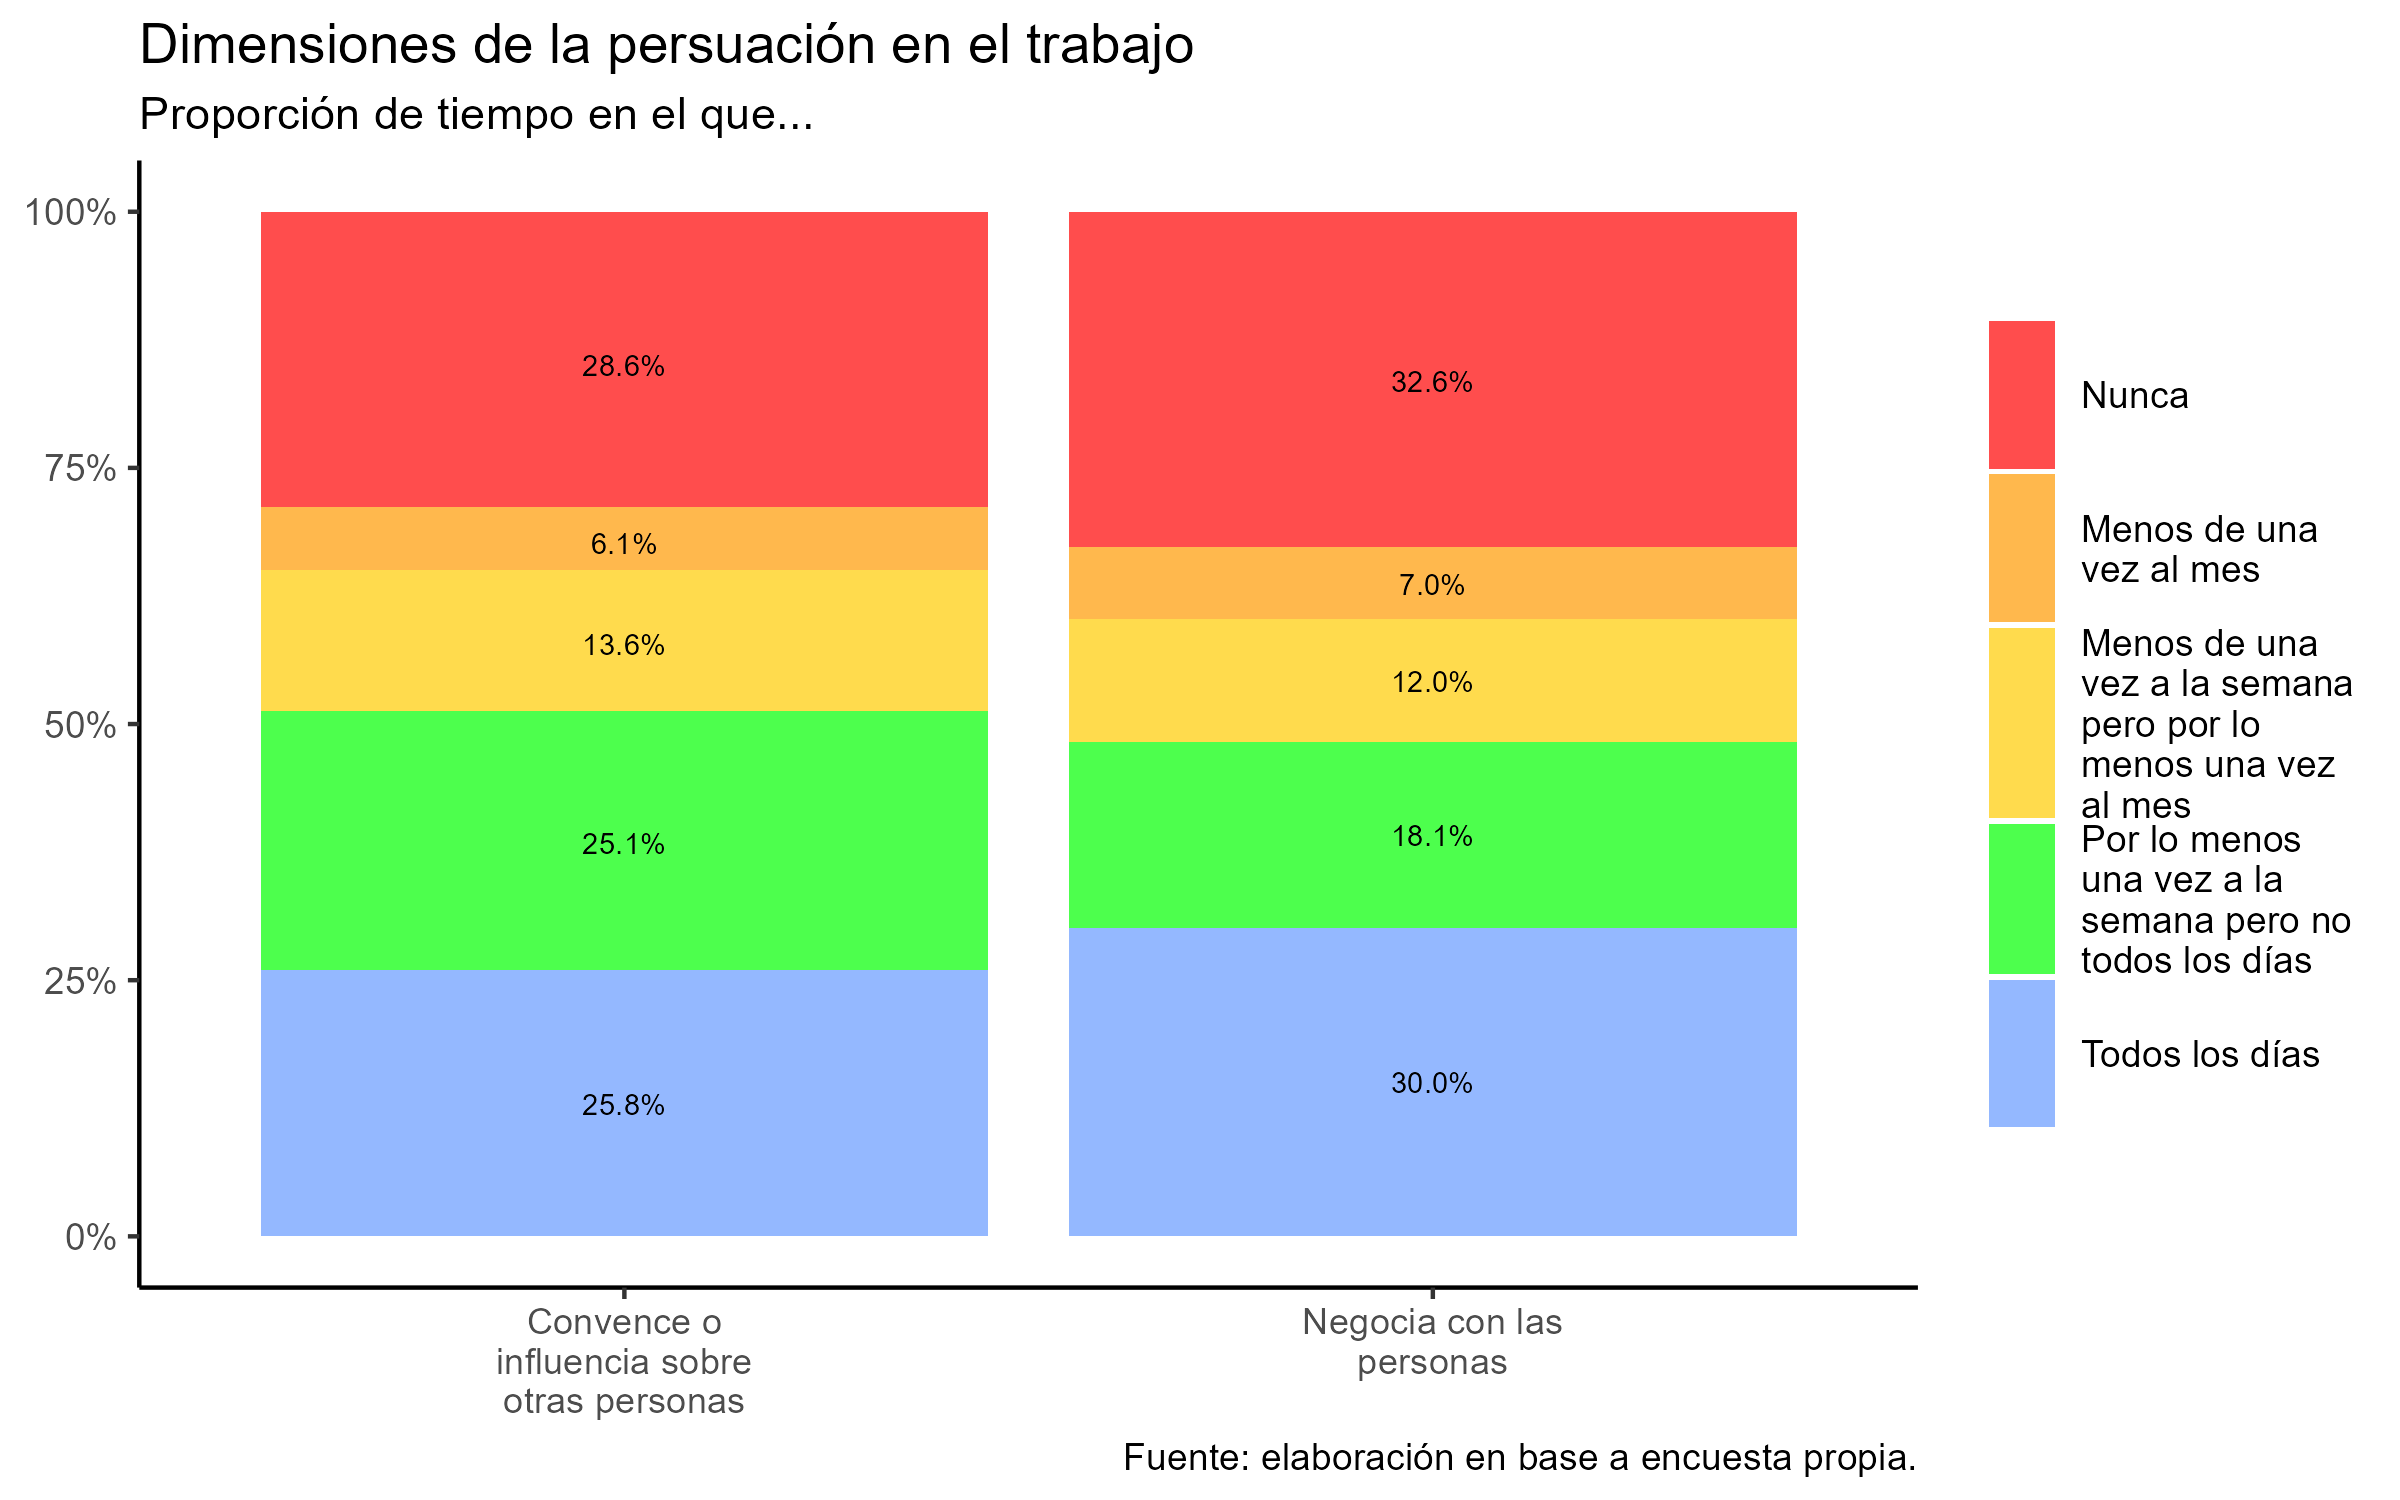 Dimensiones de la persuación en el trabajo
Proporción de tiempo en el que...
100%
75%
50%
25%
0%
28.6%
6.1%
13.6%
25.1%
25.8%
32.6%
7.0%
12.0%
18.1%
30.0%
Convence o
influencia sobre
otras personas
Negocia con las
personas
Nunca
Menos de una
vez al mes
Menos de una
vez a la semana
pero por lo
menos una vez
al mes
Por lo menos
una vez a la
semana pero no
todos los días
Todos los días
Fuente: elaboración en base a encuesta propia.